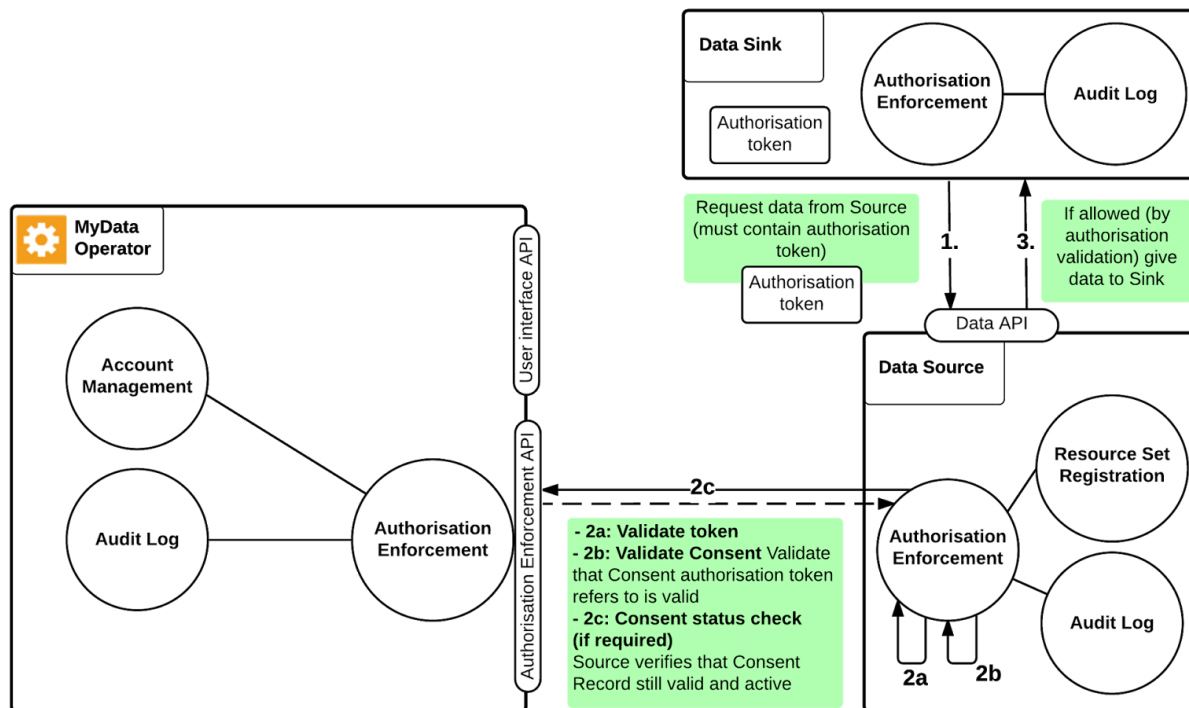 Data Sink
Authorisation
Enforcement
Audit Log
Authorisation
token
Request data from Source
(must contain authorisation
token)
Authorisation
token
1.
3.
If allowed (by
authorisation
validation) give
data to Sink
MyData
Operator
User interface API
Account
Management
Audit Log
Authorisation
Enforcement
Authorisation Enforcement API
2c
- 2a: Validate token
- 2b: Validate Consent Validate
that Consent authorisation token
refers to is valid
- 2c: Consent status check
(if required)
Source verifies that Consent
Record still valid and active
Data API
Data Source
Resource Set
Registration
Authorisation
Enforcement
Audit Log
2a
2b